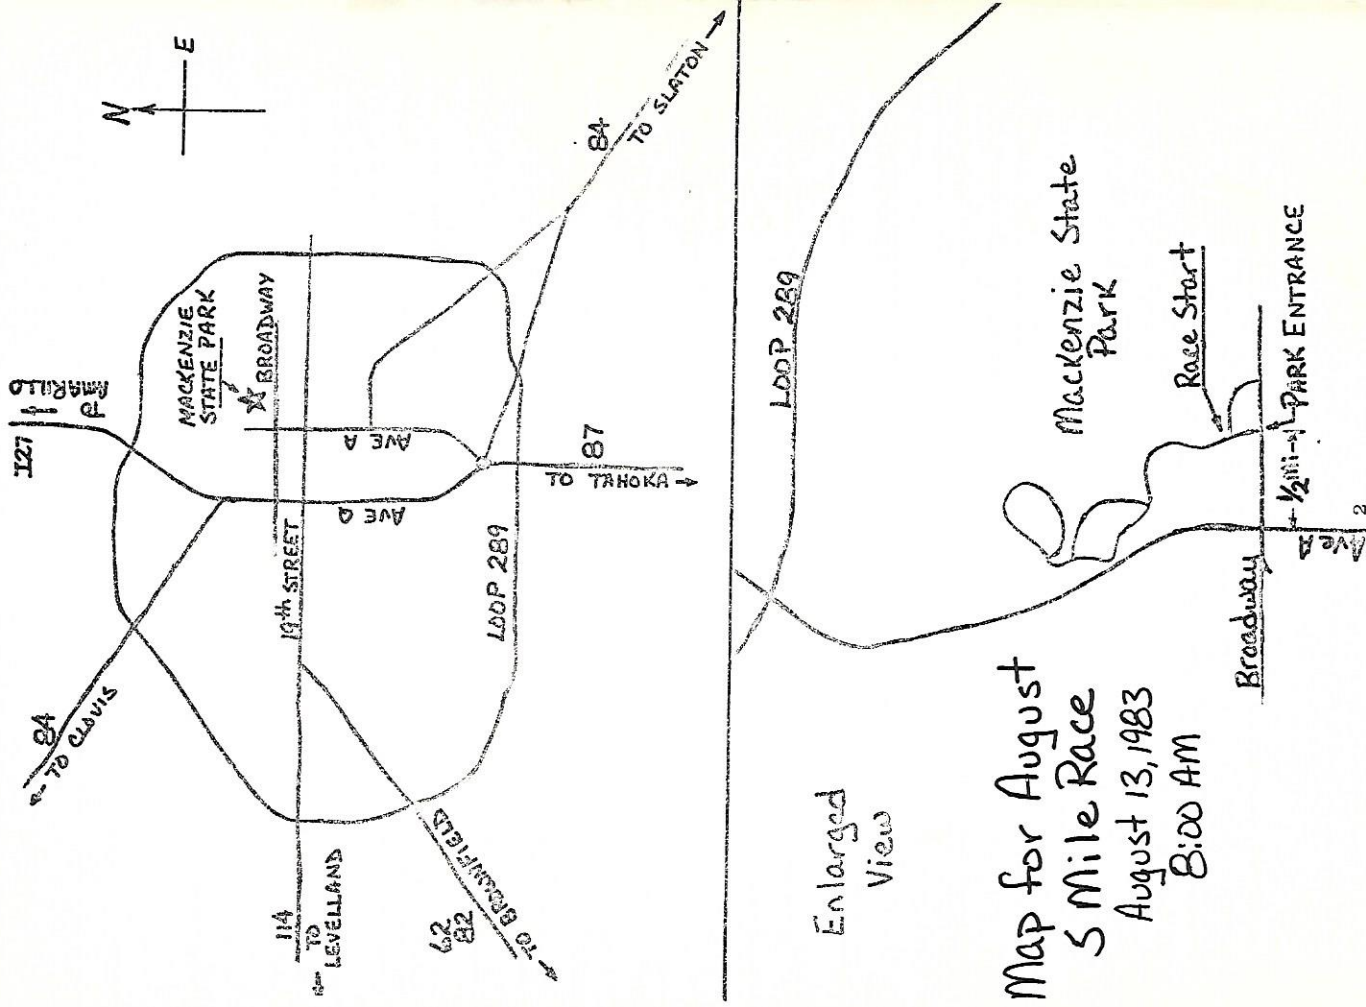 N
E
I27
AMARILLO
84
TO CLOVIS
MACKENZIE
STATE PARK
BROADWAY
19th STREET
AVE Q
AVE A
114
TO
LEVELLAND
62
82
TO BROWNFIELD
LOOP 289
87
TO TAHOKA
84
TO SLATON
Enlarged
View
LOOP 289
Mackenzie State
Park
Race Start
Map for August
5 Mile Race
August 13, 1983
8:00 AM
Broadway
Ave
1/2 Mi
PARK ENTRANCE
2